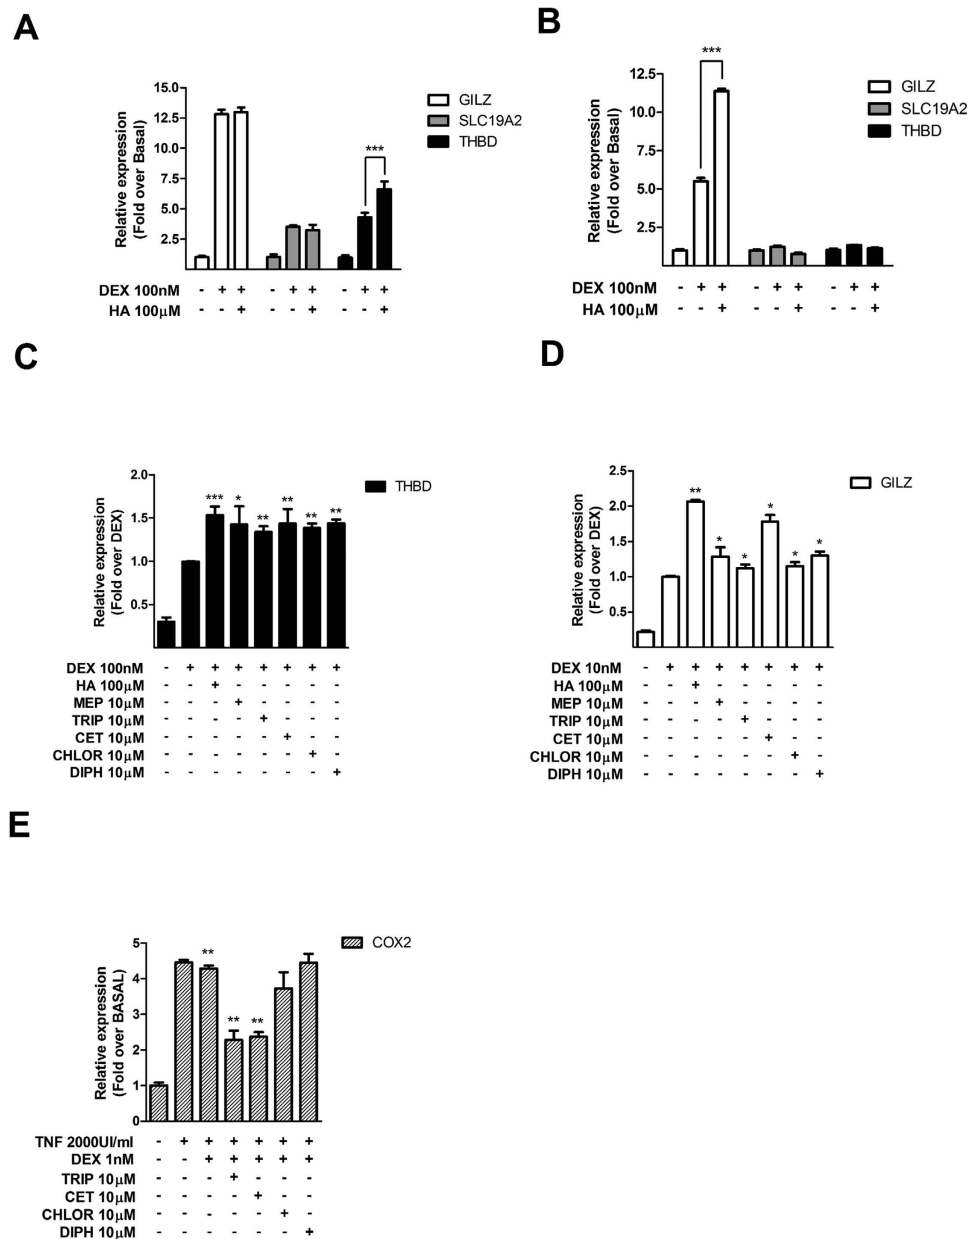 A
Relative expression
(Fold over Basal)
15.0
12.5
10.0
7.5
5.0
2.5
***
GILZ
SLC19A2
THBD
DEX 100nM - + + - + + - + +
HA 100μM - - + - - + - - +
B
Relative expression
(Fold over Basal)
12.5
10.0
7.5
5.0
2.5
***
GILZ
SLC19A2
THBD
DEX 100nM - + + - + + - + +
HA 100μM - - + - - + - - +
C
Relative expression
(Fold over DEX)
2.0
1.5
1.0
0.5
*** * ** ** ** **
THBD
DEX 100nM - + + + + + + +
HA 100μM - - + - - - - -
MEP 10μM - - - + - - - -
TRIP 10μM - - - - + - - -
CET 10μM - - - - - + - -
CHLOR 10μM - - - - - - + -
DIPH 10μM - - - - - - - +
D
Relative expression
(Fold over DEX)
2.5
2.0
1.5
1.0
0.5
** * * * * *
GILZ
DEX 10nM - + + + + + + +
HA 100μM - - + - - - - -
MEP 10μM - - - + - - - -
TRIP 10μM - - - - + - - -
CET 10μM - - - - - + - -
CHLOR 10μM - - - - - - + -
DIPH 10μM - - - - - - - +
E
Relative expression
(Fold over BASAL)
5
4
3
2
1
0
** ** **
COX2
TNF 2000UI/ml - + + + + + +
DEX 1nM - - + + + + +
TRIP 10μM - - - + - - -
CET 10μM - - - - + - -
CHLOR 10μM - - - - - + -
DIPH 10μM - - - - - - +